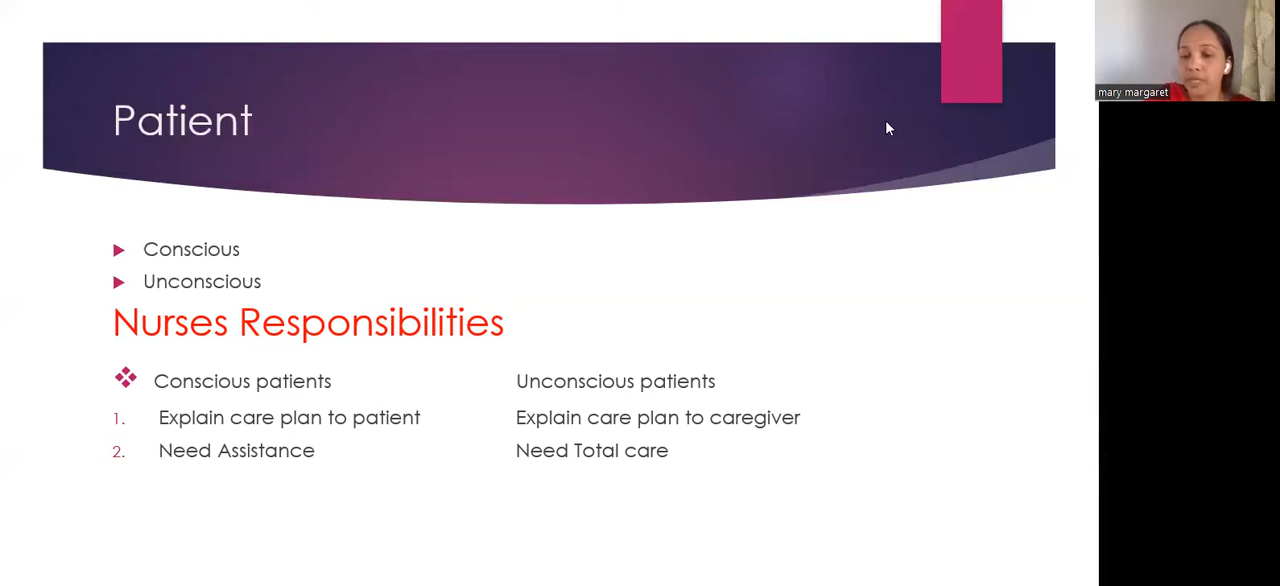 Patient
mary margaret
Conscious
Unconscious
Nurses Responsibilities
Conscious patients Unconscious patients
1. Explain care plan to patient Explain care plan to caregiver
2. Need Assistance Need Total care